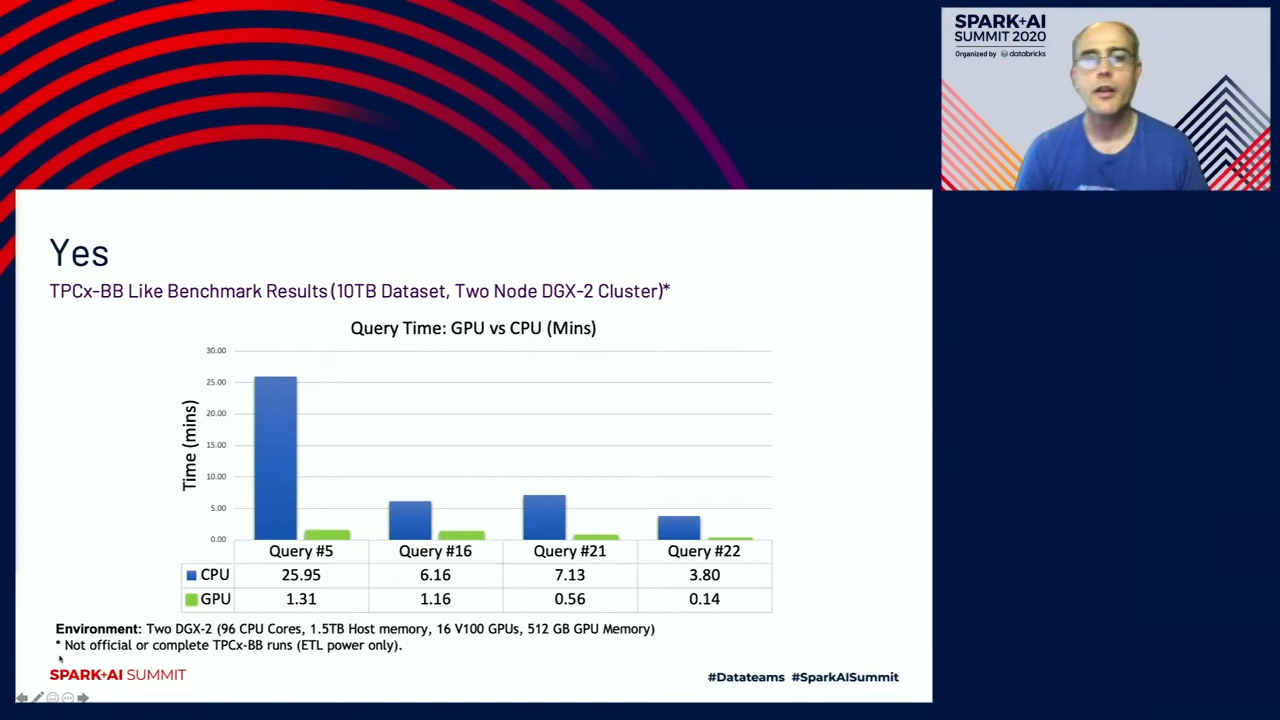 SPARK+AI
SUMMIT 2020
Organized by databricks
Yes
TPCx-BB Like Benchmark Results (10TB Dataset, Two Node DGX-2 Cluster)*
Query Time: GPU vs CPU (Mins)
Time (mins)
30.00
25.00
20.00
15.00
10.00
5.00
0.00
Query #5 Query #16 Query #21 Query #22
CPU 25.95 6.16 7.13 3.80
GPU 1.31 1.16 0.56 0.14
Environment: Two DGX-2 (96 CPU Cores, 1.5TB Host memory, 16 V100 GPUs, 512 GB GPU Memory)
* Not official or complete TPCx-BB runs (ETL power only).
SPARK+AI SUMMIT
#Datateams #SparkAISummit